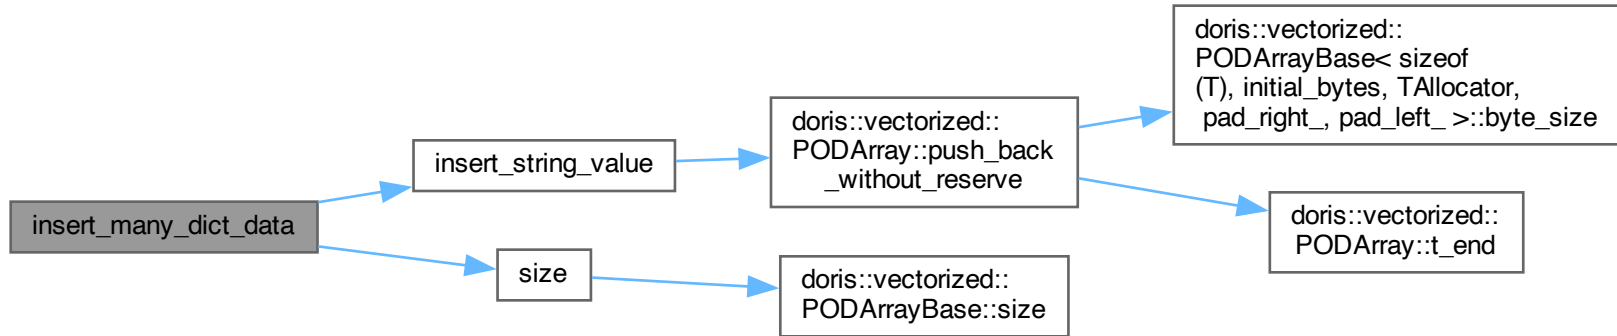 insert_many_dict_data
insert_string_value
size
doris::vectorized::
PODArray::push_back
_without_reserve
doris::vectorized::
PODArrayBase::size
doris::vectorized::
PODArrayBase< sizeof
(T), initial_bytes, TAllocator,
pad_right_, pad_left_ >::byte_size
doris::vectorized::
PODArray::t_end